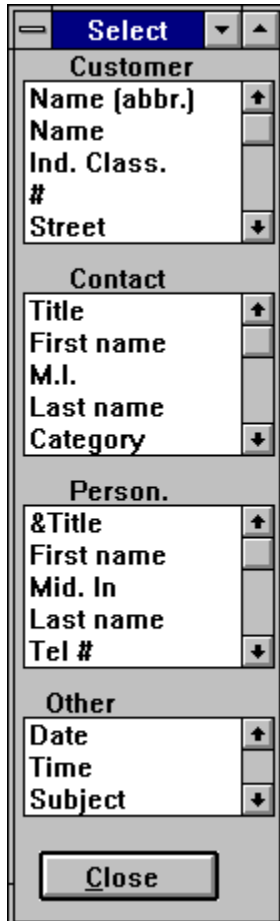 Select
Customer
Name (abbr.)
Name
Ind. Class.
#
Street
Contact
Title
First name
M.I.
Last name
Category
Person.
&Title
First name
Mid. In
Last name
Tel #
Other
Date
Time
Subject
Close